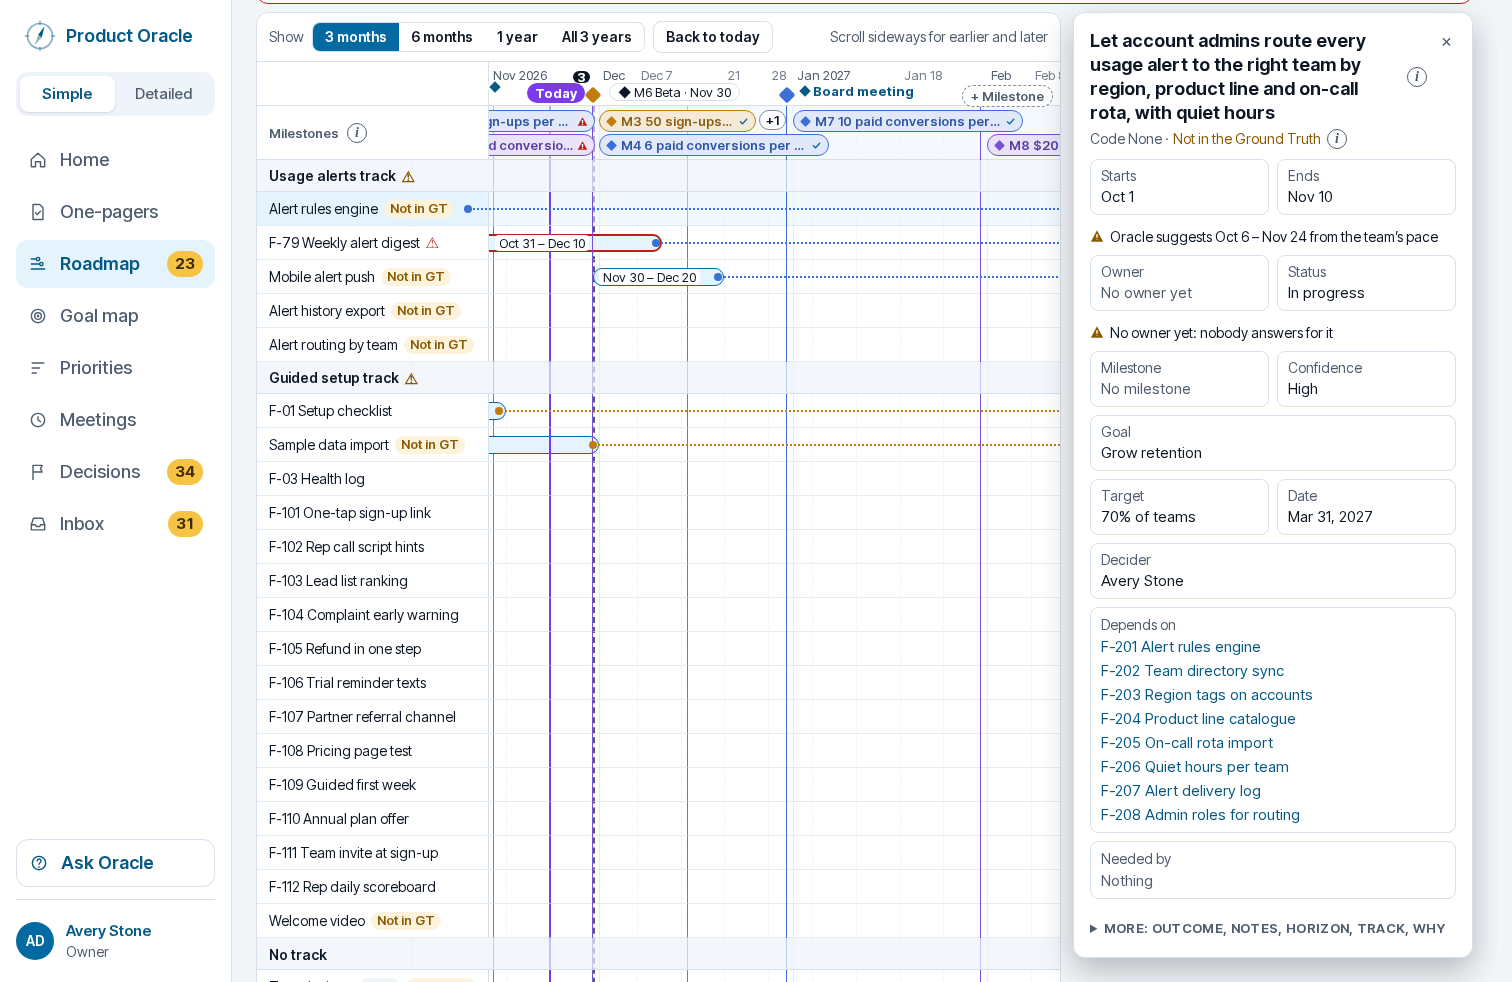 Product Oracle
Simple
Detailed
Home
One-pagers
Roadmap
23
Goal map
Priorities
Meetings
Decisions
34
Inbox
31
Ask Oracle
AD
Avery Stone
Owner
Show
3 months
6 months
1 year
All 3 years
Back to today
Scroll sideways for earlier and later
Nov 2026
3
Dec
Dec 7
21
28
Jan 2027
Jan 18
Feb
Feb
Today
M6 Beta · Nov 30
Board meeting
+ Milestone
Milestones
i
gn-ups per ...
M3 50 sign-ups...
+1
M7 10 paid conversions per...
d conversio...
M4 6 paid conversions per ...
M8 $20
Usage alerts track
Alert rules engine
Not in GT
F-79 Weekly alert digest
Oct 31 – Dec 10
Mobile alert push
Not in GT
Nov 30 – Dec 20
Alert history export
Not in GT
Alert routing by team
Not in GT
Guided setup track
F-01 Setup checklist
Sample data import
Not in GT
F-03 Health log
F-101 One-tap sign-up link
F-102 Rep call script hints
F-103 Lead list ranking
F-104 Complaint early warning
F-105 Refund in one step
F-106 Trial reminder texts
F-107 Partner referral channel
F-108 Pricing page test
F-109 Guided first week
F-110 Annual plan offer
F-111 Team invite at sign-up
F-112 Rep daily scoreboard
Welcome video
Not in GT
No track
Let account admins route every
usage alert to the right team by
region, product line and on-call
rota, with quiet hours
i
×
Code None · Not in the Ground Truth
i
Starts
Oct 1
Ends
Nov 10
Oracle suggests Oct 6 – Nov 24 from the team's pace
Owner
No owner yet
Status
In progress
No owner yet: nobody answers for it
Milestone
No milestone
Confidence
High
Goal
Grow retention
Target
70% of teams
Date
Mar 31, 2027
Decider
Avery Stone
Depends on
F-201 Alert rules engine
F-202 Team directory sync
F-203 Region tags on accounts
F-204 Product line catalogue
F-205 On-call rota import
F-206 Quiet hours per team
F-207 Alert delivery log
F-208 Admin roles for routing
Needed by
Nothing
MORE: OUTCOME, NOTES, HORIZON, TRACK, WHY